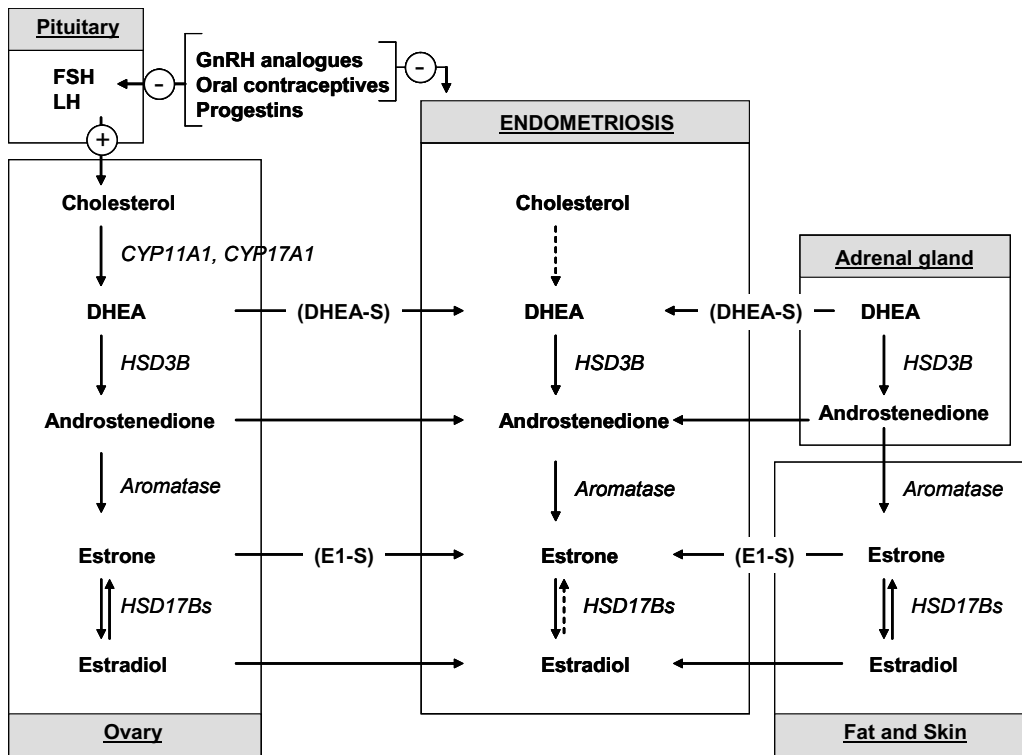 Pituitary
FSH
LH
-
GnRH analogues
Oral contraceptives
Progestins
-
+
Cholesterol
CYP11A1, CYP17A1
DHEA
(DHEA-S)
HSD3B
Androstenedione
Aromatase
Estrone
(E1-S)
HSD17Bs
Estradiol
Ovary
ENDOMETRIOSIS
Cholesterol
DHEA
HSD3B
Androstenedione
Aromatase
Estrone
HSD17Bs
Estradiol
Adrenal gland
(DHEA-S)
DHEA
HSD3B
Androstenedione
Aromatase
(E1-S)
Estrone
HSD17Bs
Estradiol
Fat and Skin